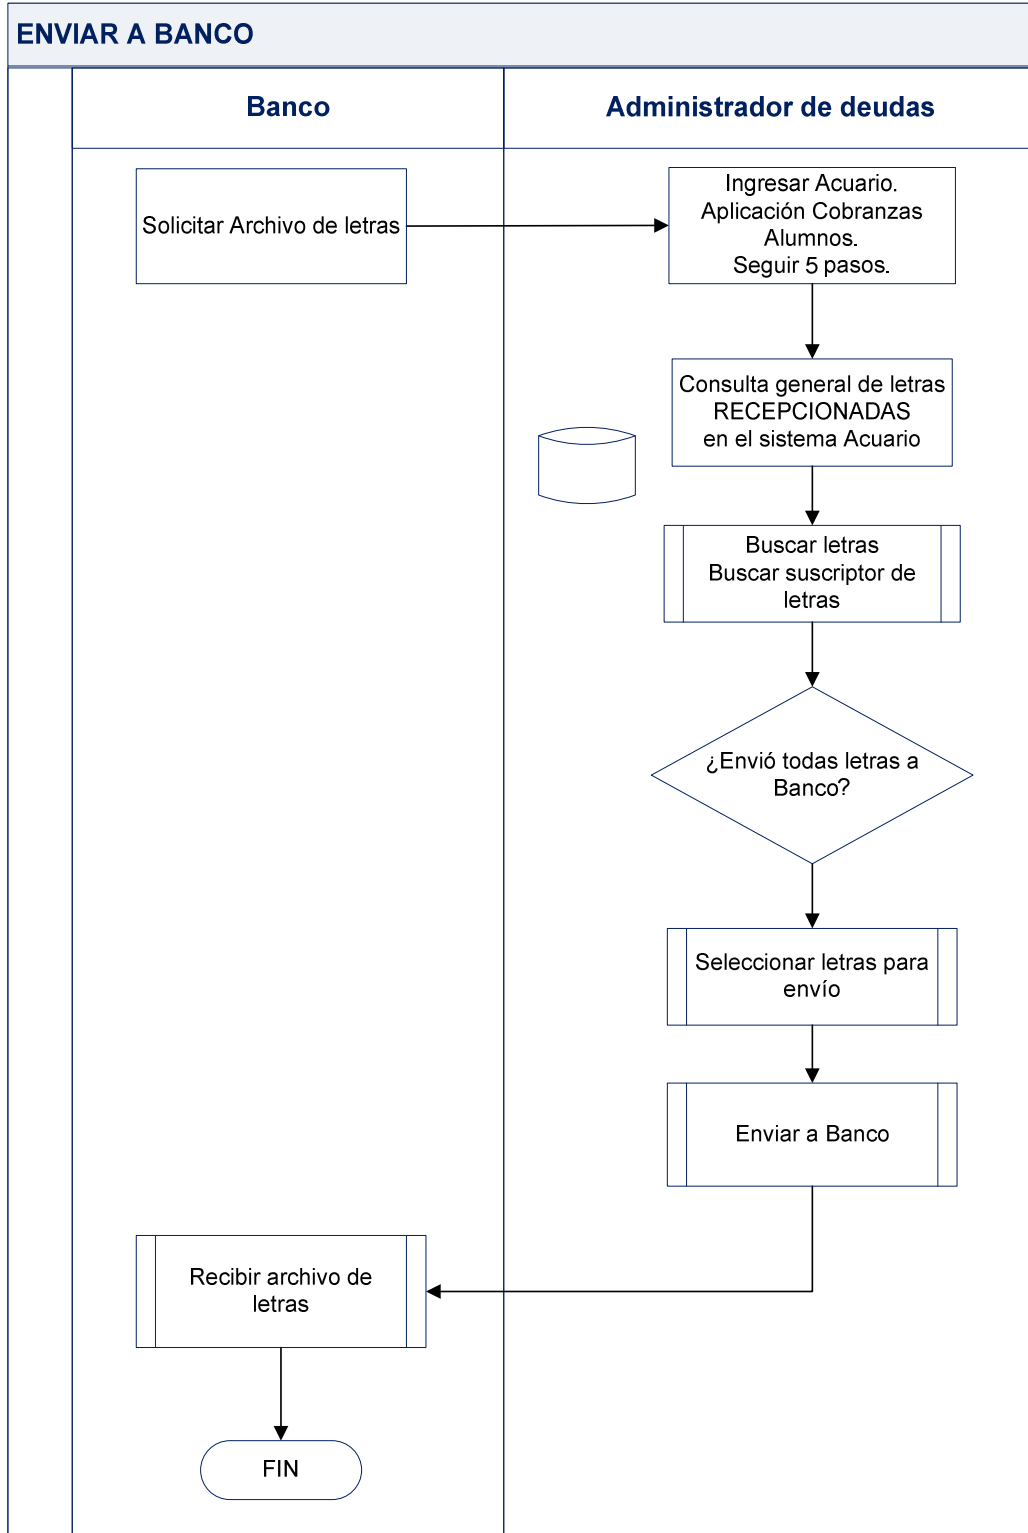 ENVIAR A BANCO
Banco
Administrador de deudas
Solicitar Archivo de letras
Ingresar Acuario.
Aplicación Cobranzas
Alumnos.
Seguir 5 pasos.
Consulta general de letras
RECEPCIONADAS
en el sistema Acuario
Buscar letras
Buscar suscriptor de
letras
¿Envió todas letras a
Banco?
Seleccionar letras para
envío
Enviar a Banco
Recibir archivo de
letras
FIN